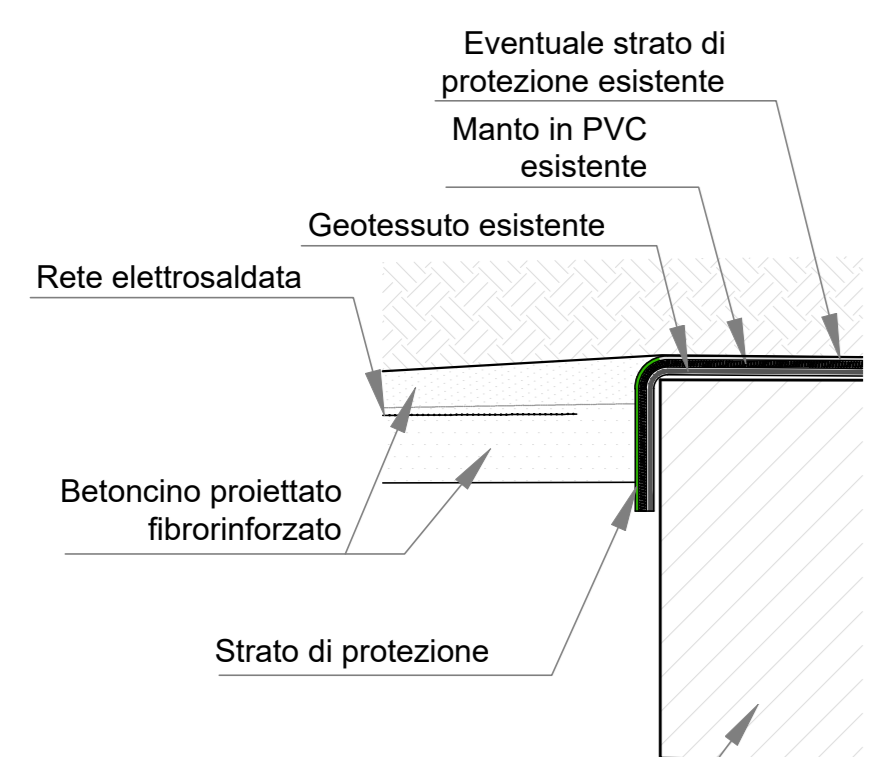 Eventuale strato di
protezione esistente
Manto in PVC
esistente
Geotessuto esistente
Rete elettrosaldata
Betoncino proiettato
fibrorinforzato
Strato di protezione